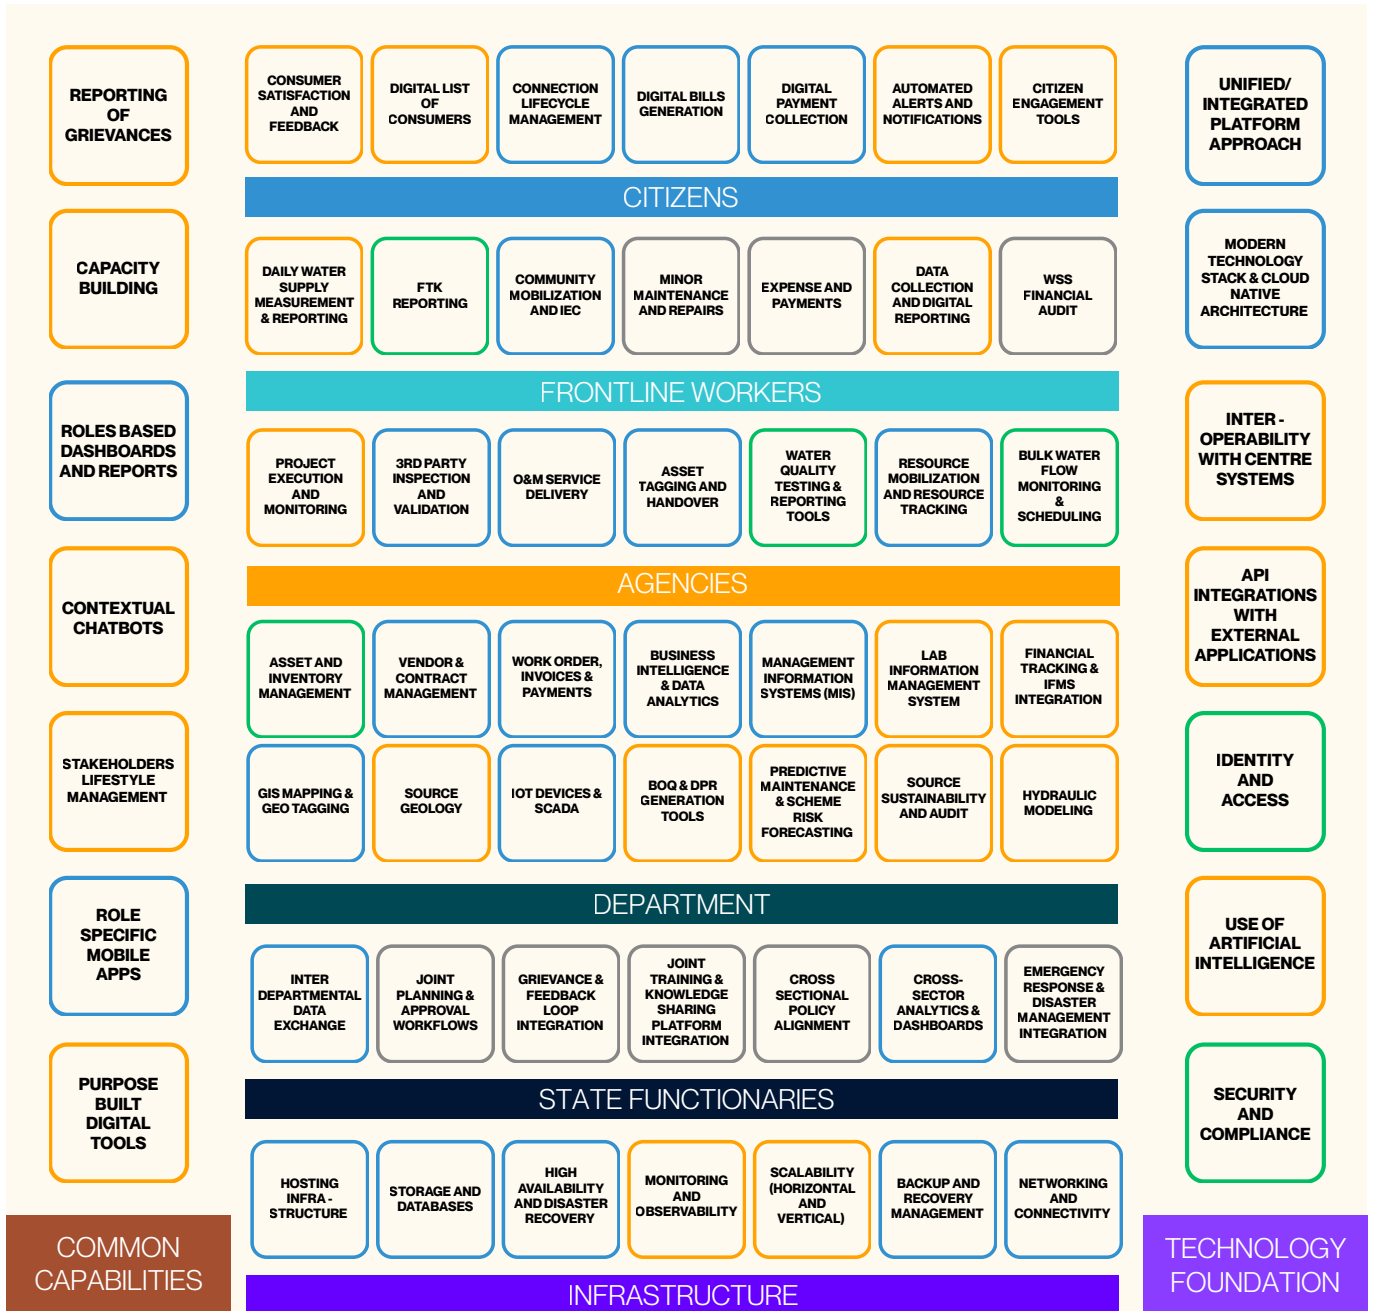 REPORTING
OF
GRIEVANCES
CAPACITY
BUILDING
ROLES BASED
DASHBOARDS
AND REPORTS
CONTEXTUAL
CHATBOTS
STAKEHOLDERS
LIFESTYLE
MANAGEMENT
ROLE
SPECIFIC
MOBILE
APPS
PURPOSE
BUILT
DIGITAL
TOOLS
COMMON
CAPABILITIES
CONSUMER
SATISFACTION
AND
FEEDBACK
DIGITAL LIST
OF
CONSUMERS
CONNECTION
LIFECYCLE
MANAGEMENT
DIGITAL BILLS
GENERATION
DIGITAL
PAYMENT
COLLECTION
AUTOMATED
ALERTS AND
NOTIFICATIONS
CITIZEN
ENGAGEMENT
TOOLS
CITIZENS
DAILY WATER
SUPPLY
MEASUREMENT
& REPORTING
FTK
REPORTING
COMMUNITY
MOBILIZATION
AND IEC
MINOR
MAINTENANCE
AND REPAIRS
EXPENSE AND
PAYMENTS
DATA
COLLECTION
AND DIGITAL
REPORTING
WSS
FINANCIAL
AUDIT
FRONTLINE WORKERS
PROJECT
EXECUTION
AND
MONITORING
3RD PARTY
INSPECTION
AND
VALIDATION
O&M SERVICE
DELIVERY
ASSET
TAGGING AND
HANDOVER
WATER
QUALITY
TESTING &
REPORTING
TOOLS
RESOURCE
MOBILIZATION
AND RESOURCE
TRACKING
BULK WATER
FLOW
MONITORING
&
SCHEDULING
AGENCIES
ASSET AND
INVENTORY
MANAGEMENT
VENDOR &
CONTRACT
MANAGEMENT
WORK ORDER,
INVOICES &
PAYMENTS
BUSINESS
INTELLIGENCE
& DATA
ANALYTICS
MANAGEMENT
INFORMATION
SYSTEMS (MIS)
LAB
INFORMATION
MANAGEMENT
SYSTEM
FINANCIAL
TRACKING &
IFMS
INTEGRATION
GIS MAPPING &
GEO TAGGING
SOURCE
GEOLOGY
IOT DEVICES &
SCADA
BOQ & DPR
GENERATION
TOOLS
PREDICTIVE
MAINTENANCE
& SCHEME
RISK
FORECASTING
SOURCE
SUSTAINABILITY
AND AUDIT
HYDRAULIC
MODELING
DEPARTMENT
INTER
DEPARTMENTAL
DATA
EXCHANGE
JOINT
PLANNING &
APPROVAL
WORKFLOWS
GRIEVANCE &
FEEDBACK
LOOP
INTEGRATION
JOINT
TRAINING &
KNOWLEDGE
SHARING
PLATFORM
INTEGRATION
CROSS
SECTIONAL
POLICY
ALIGNMENT
CROSS-
SECTOR
ANALYTICS &
DASHBOARDS
EMERGENCY
RESPONSE &
DISASTER
MANAGEMENT
INTEGRATION
STATE FUNCTIONARIES
HOSTING
INFRA -
STRUCTURE
STORAGE AND
DATABASES
HIGH
AVAILABILITY
AND DISASTER
RECOVERY
MONITORING
AND
OBSERVABILITY
SCALABILITY
(HORIZONTAL
AND
VERTICAL)
BACKUP AND
RECOVERY
MANAGEMENT
NETWORKING
AND
CONNECTIVITY
INFRASTRUCTURE
UNIFIED/
INTEGRATED
PLATFORM
APPROACH
MODERN
TECHNOLOGY
STACK & CLOUD
NATIVE
ARCHITECTURE
INTER -
OPERABILITY
WITH CENTRE
SYSTEMS
API
INTEGRATIONS
WITH
EXTERNAL
APPLICATIONS
IDENTITY
AND
ACCESS
USE OF
ARTIFICIAL
INTELLIGENCE
SECURITY
AND
COMPLIANCE
TECHNOLOGY
FOUNDATION